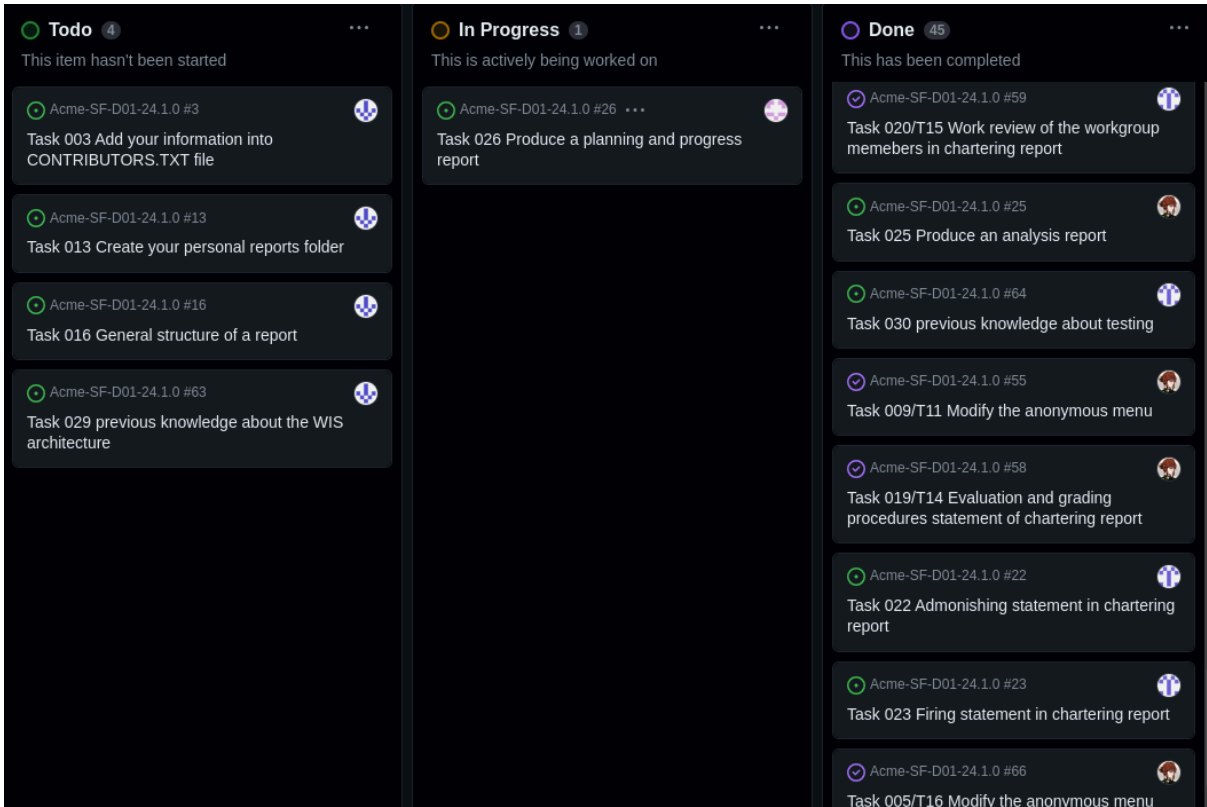 Todo 4
This item hasn't been started
Acme-SF-D01-24.1.0 #3
Task 003 Add your information into
CONTRIBUTORS.TXT file
Acme-SF-D01-24.1.0 #13
Task 013 Create your personal reports folder
Acme-SF-D01-24.1.0 #16
Task 016 General structure of a report
Acme-SF-D01-24.1.0 #63
Task 029 previous knowledge about the WIS
architecture
In Progress 1
This is actively being worked on
Acme-SF-D01-24.1.0 #26
Task 026 Produce a planning and progress
report
Done 45
This has been completed
Acme-SF-D01-24.1.0 #59
Task 020/T15 Work review of the workgroup
memebers in chartering report
Acme-SF-D01-24.1.0 #25
Task 025 Produce an analysis report
Acme-SF-D01-24.1.0 #64
Task 030 previous knowledge about testing
Acme-SF-D01-24.1.0 #55
Task 009/T11 Modify the anonymous menu
Acme-SF-D01-24.1.0 #58
Task 019/T14 Evaluation and grading
procedures statement of chartering report
Acme-SF-D01-24.1.0 #22
Task 022 Admonishing statement in chartering
report
Acme-SF-D01-24.1.0 #23
Task 023 Firing statement in chartering report
Acme-SF-D01-24.1.0 #66
Task 005/T16 Modify the anonymous menu